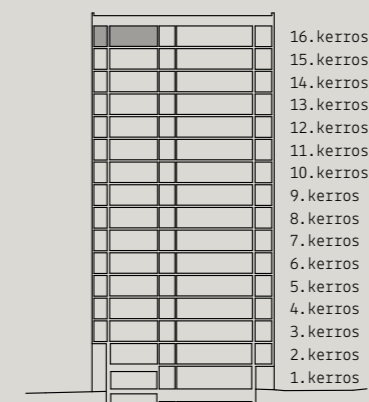 16.kerros
15.kerros
14.kerros
13.kerros
12.kerros
11.kerros
10.kerros
9.kerros
8.kerros
7.kerros
6.kerros
5.kerros
4.kerros
3.kerros
2.kerros
1.kerros